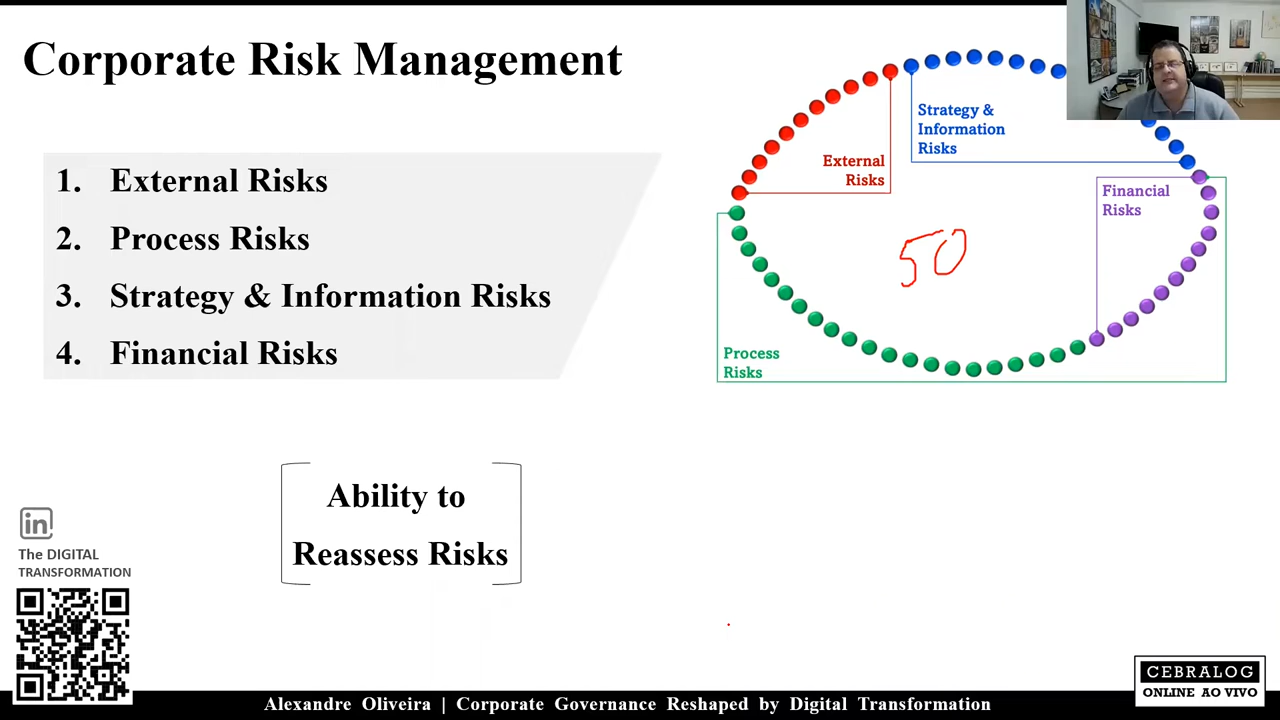 Corporate Risk Management
1. External Risks
2. Process Risks
3. Strategy & Information Risks
4. Financial Risks
Strategy &
Information
Risks
External
Risks
Financial
Risks
50
Process
Risks
Ability to
Reassess Risks
in
The DIGITAL
TRANSFORMATION
CEBRALOG
ONLINE AO VIVO
Alexandre Oliveira | Corporate Governance Reshaped by Digital Transformation